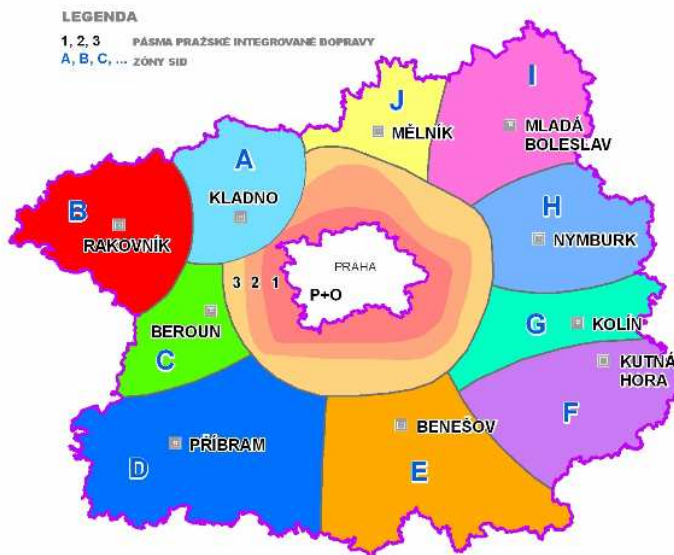 LEGENDA
1, 2, 3 PÁSMA PRAŽSKÉ INTEGROVANÉ DOPRAVY
A, B, C, ... ZÓNY SID
I
J
MĚLNÍK
MLADÁ
BOLESLAV
A
KLADNO
B
RAKOVNÍK
H
NYMBURK
PRAHA
3 2 1
P+O
BEROUN
C
G
KOLÍN
KUTNÁ
HORA
F
BENEŠOV
PŘÍBRAM
D
E